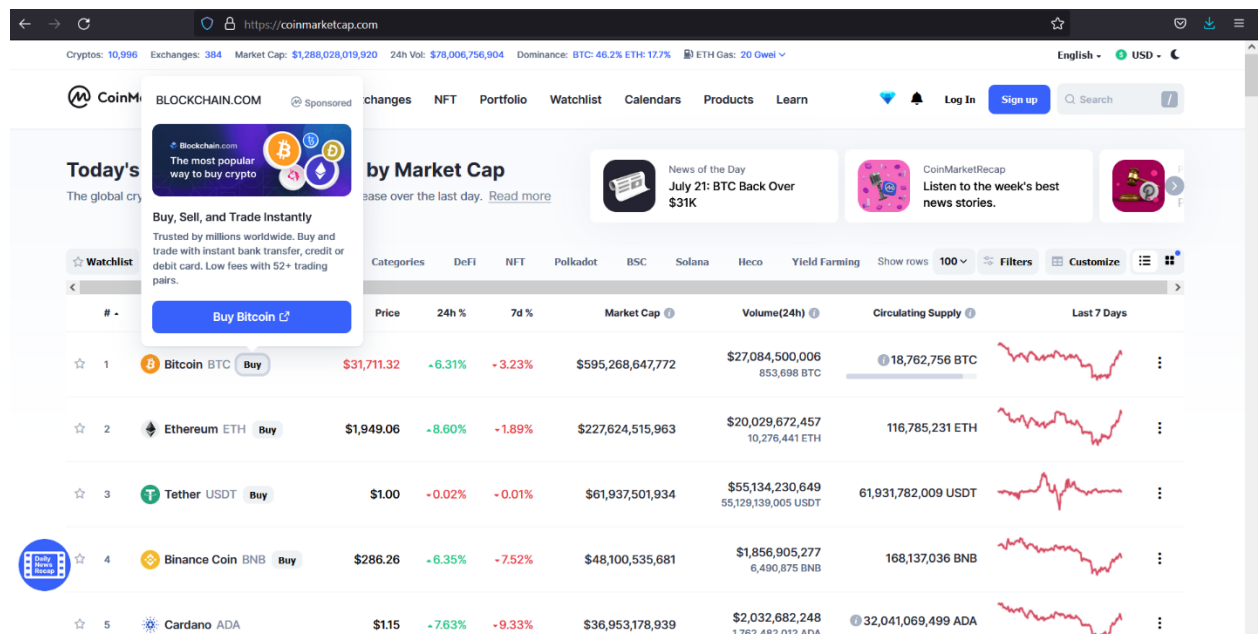 https://coinmarketcap.com
Cryptos: 10,996 Exchanges: 384 Market Cap: $1,288,028,019,920 24h Vol: $78,006,756,904 Dominance: BTC: 46.2% ETH: 17.7% ETH Gas: 20 Gwei English USD
CoinM changes NFT Portfolio Watchlist Calendars Products Learn Log In Sign up Search /
BLOCKCHAIN.COM Sponsored
Blockchain.com
The most popular
way to buy crypto
Buy, Sell, and Trade Instantly
Trusted by millions worldwide. Buy and
trade with instant bank transfer, credit or
debit card. Low fees with 52+ trading
pairs.
Buy Bitcoin
Today's by Market Cap
The global cry ease over the last day. Read more
News of the Day
July 21: BTC Back Over
$31K
CoinMarketRecap
Listen to the week's best
news stories.
Watchlist Categories DeFi NFT Polkadot BSC Solana Heco Yield Farming Show rows 100 Filters Customize
# Price 24h % 7d % Market Cap Volume(24h) Circulating Supply Last 7 Days
1 Bitcoin BTC Buy $31,711.32 6.31% 3.23% $595,268,647,772 $27,084,500,006 18,762,756 BTC
853,698 BTC
2 Ethereum ETH Buy $1,949.06 8.60% 1.89% $227,624,515,963 $20,029,672,457 116,785,231 ETH
10,276,441 ETH
3 Tether USDT Buy $1.00 0.02% 0.01% $61,937,501,934 $55,134,230,649 61,931,782,009 USDT
55,129,139,005 USDT
4 Binance Coin BNB Buy $286.26 6.35% 7.52% $48,100,535,681 $1,856,905,277 168,137,036 BNB
6,490,875 BNB
Daily
News
Recap
5 Cardano ADA $1.15 7.63% 9.33% $36,953,178,939 $2,032,682,248 32,041,069,499 ADA
1,762,482,012 ADA